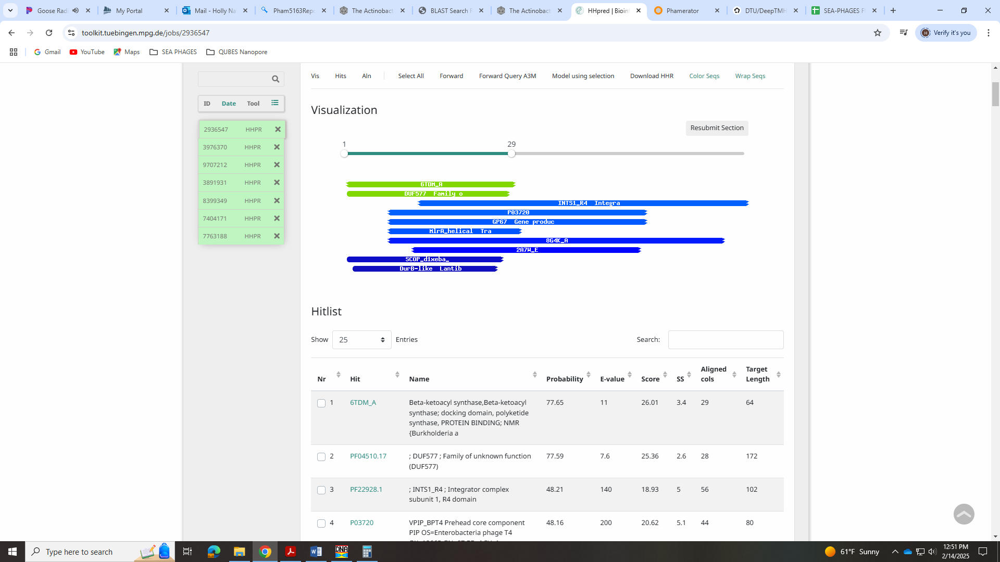 Goose Radi
My Portal
Mail - Holly Na
Pham5163Repo
The Actinobact
BLAST Search R
The Actinobact
HHpred | Bioinf
Phamerator
DTU/DeepTMH
SEA-PHAGES F
toolkit.tuebingen.mpg.de/jobs/2936547
Verify it's you
Gmail
YouTube
Maps
SEA PHAGES
QUBES Nanopore
Vis Hits Aln Select All Forward Forward Query A3M Model using selection Download HHR Color Seqs Wrap Seqs
ID Date Tool
2936547 HHPR
3976370 HHPR
9707212 HHPR
3891931 HHPR
8399349 HHPR
7404171 HHPR
7763188 HHPR
Visualization
Resubmit Section
1 29
6TDM_A
DUF577 Family o
INTS1_R4 Integra
P03720
GP67 Gene produc
MlrA_helical Tra
8G4K_A
2A7W_E
SCOP_d1xeba_
DurB-like Lantib
Hitlist
Show 25 Entries Search:
Nr Hit Name Probability E-value Score SS Aligned cols Target Length
1 6TDM_A Beta-ketoacyl synthase,Beta-ketoacyl 77.65 11 26.01 3.4 29 64
synthase; docking domain, polyketide
synthase, PROTEIN BINDING; NMR
{Burkholderia a
2 PF04510.17 ; DUF577 ; Family of unknown function 77.59 7.6 25.36 2.6 28 172
(DUF577)
3 PF22928.1 ; INTS1_R4 ; Integrator complex 48.21 140 18.93 5 56 102
subunit 1, R4 domain
4 P03720 VPIP_BPT4 Prehead core component 48.16 200 20.62 5.1 44 80
PIP OS=Enterobacteria phage T4
Type here to search
DNA
61°F Sunny
12:51 PM
2/14/2025